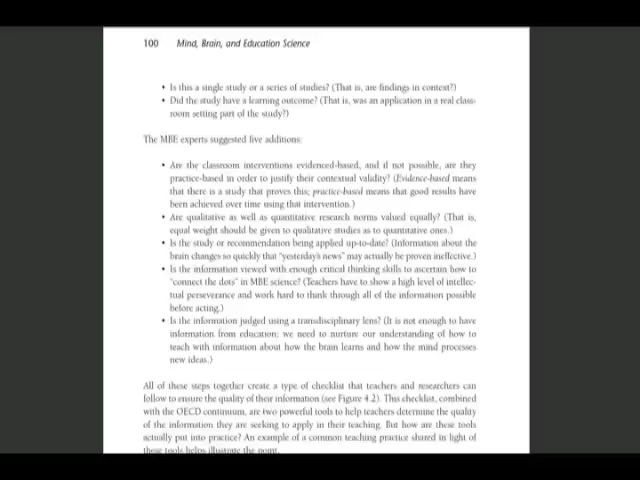 100 Mind, Brain, and Education Science
• Is this a single study or a series of studies? (That is, are findings in context?)
• Did the study have a learning outcome? (That is, was an application in a real class-
room setting part of the study?)
The MBE experts suggested five additions:
• Are the classroom interventions evidenced-based, and if not possible, are they
practice-based in order to justify their contextual validity? (Evidence-based means
that there is a study that proves this; practice-based means that good results have
been achieved over time using that intervention.)
• Are qualitative as well as quantitative research norms valued equally? (That is,
equal weight should be given to qualitative studies as to quantitative ones.)
• Is the study or recommendation being applied up-to-date? (Information about the
brain changes so quickly that "yesterday's news" may actually be proven ineffective.)
• Is the information viewed with enough critical thinking skills to ascertain how to
"connect the dots" in MBE science? (Teachers have to show a high level of intellec-
tual perseverance and work hard to think through all of the information possible
before acting.)
• Is the information judged using a transdisciplinary lens? (It is not enough to have
information from education; we need to nurture our understanding of how to
teach with information about how the brain learns and how the mind processes
new ideas.)
All of these steps together create a type of checklist that teachers and researchers can
follow to ensure the quality of their information (see Figure 4.2). This checklist, combined
with the OECD continuum, are two powerful tools to help teachers determine the quality
of the information they are seeking to apply in their teaching. But how are these tools
actually put into practice? An example of a common teaching practice shared in light of
these tools helps illustrate the point.